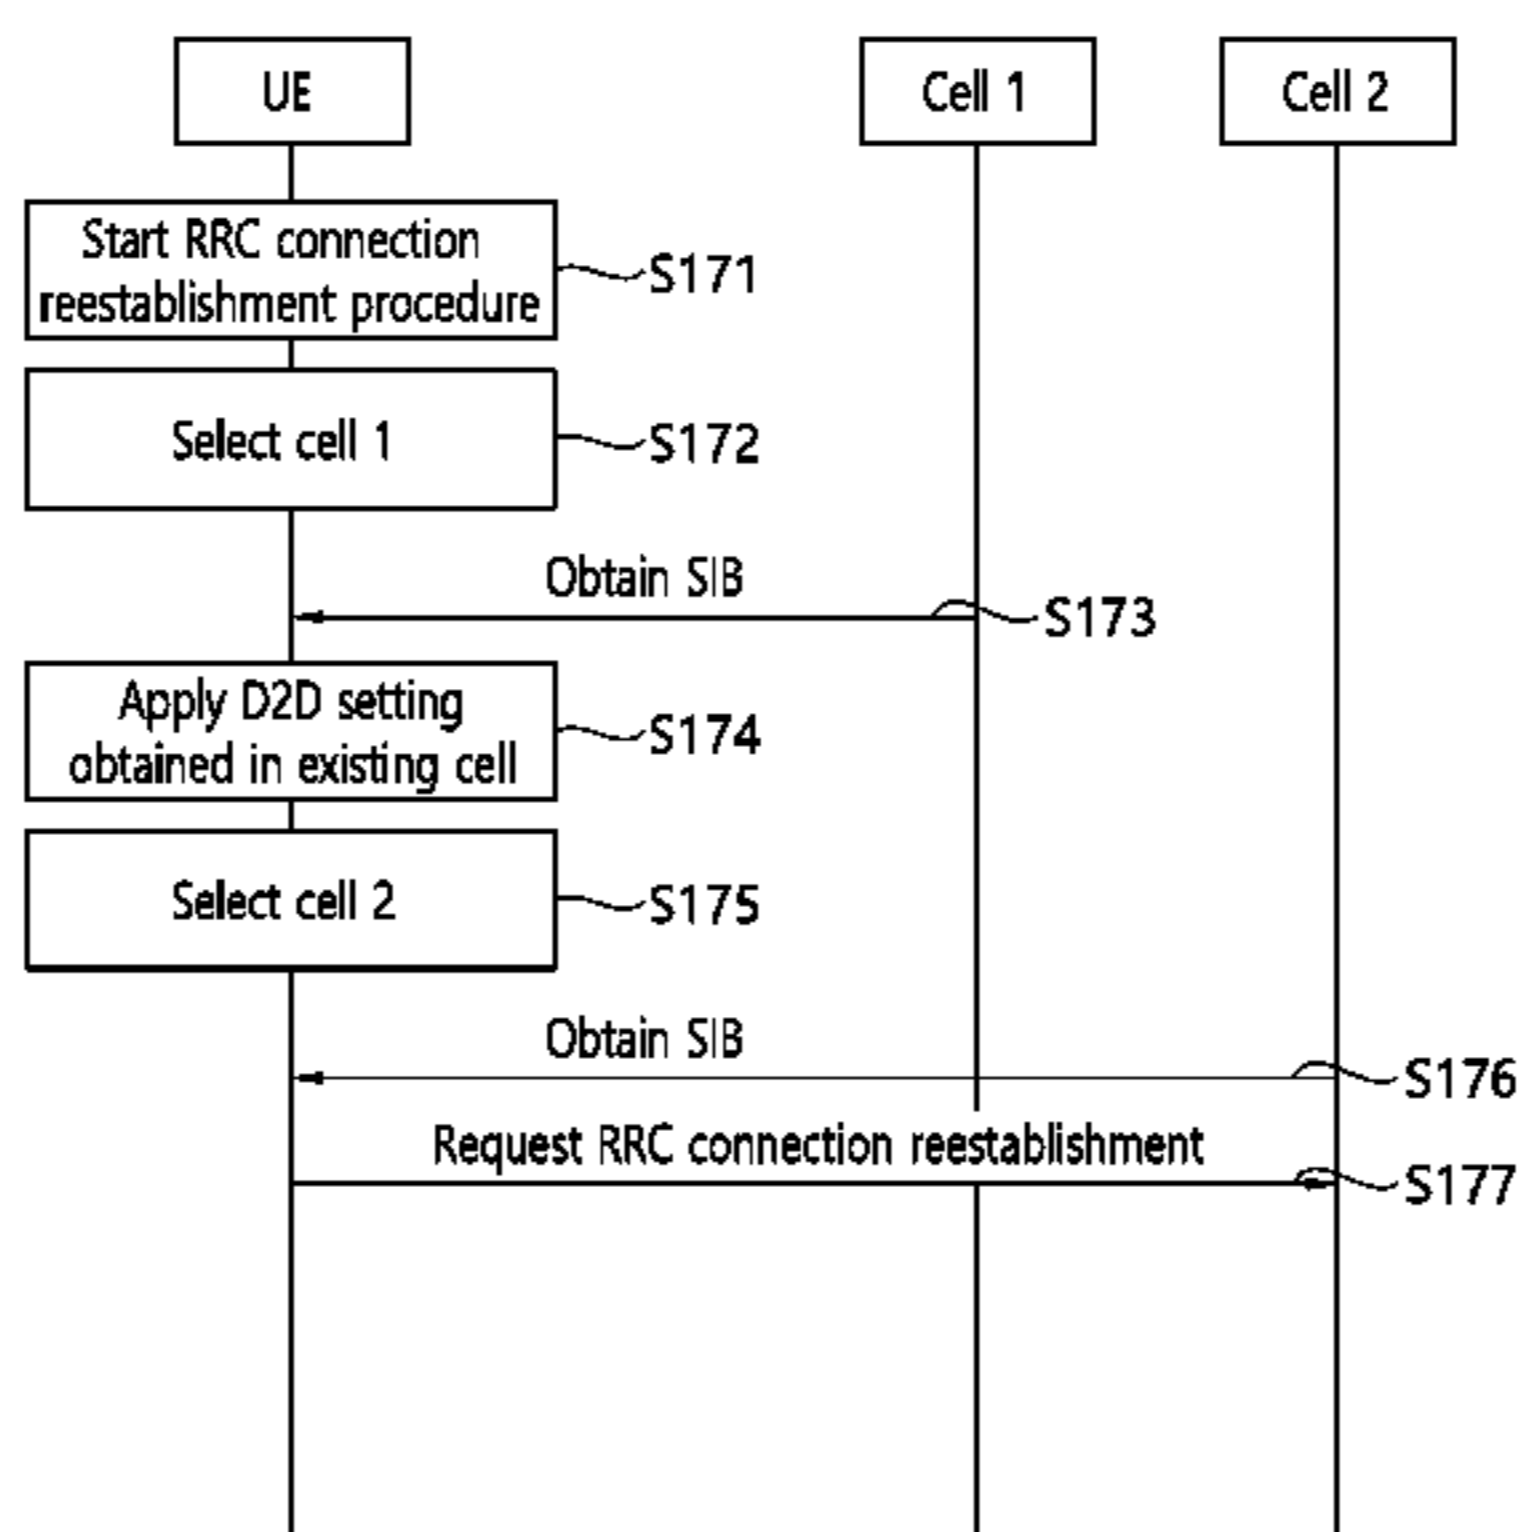 UE
Cell 1
Cell 2
Start RRC connection
reestablishment procedure
S171
Select cell 1
S172
Obtain SIB
S173
Apply D2D setting
obtained in existing cell
S174
Select cell 2
S175
Obtain SIB
S176
Request RRC connection reestablishment
S177